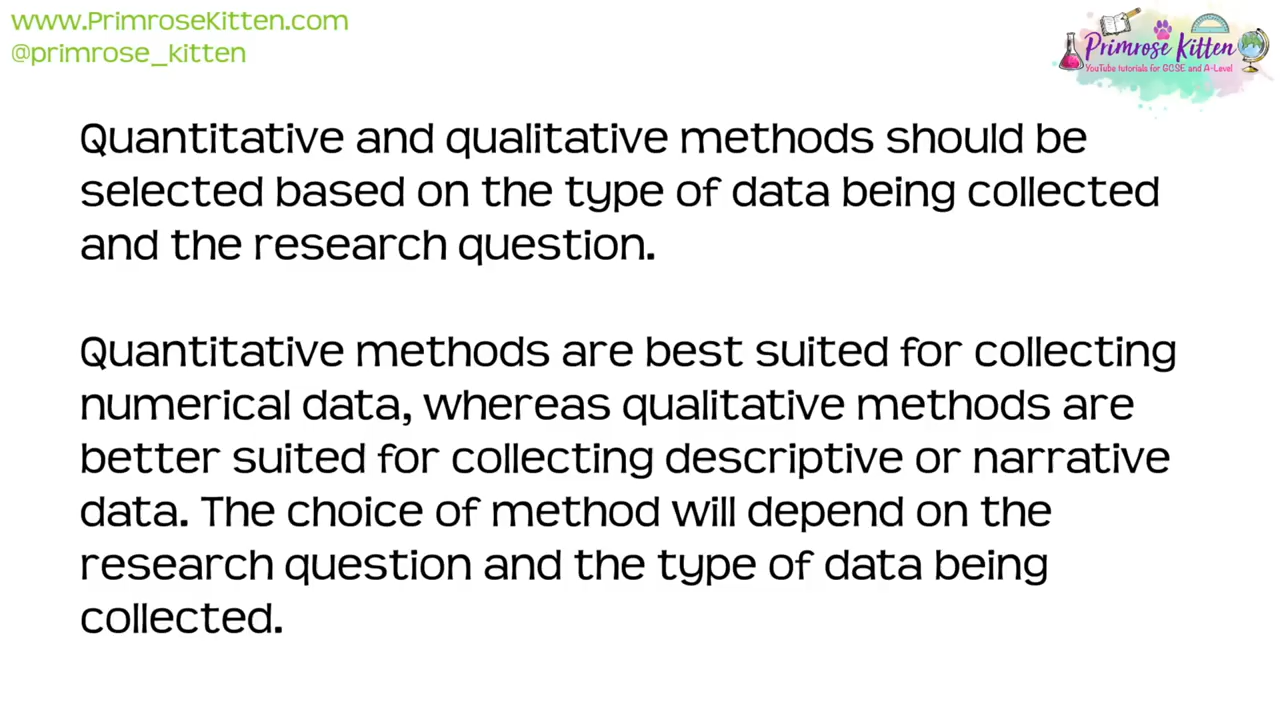 www.PrimroseKitten.com
@primrose_kitten
Primrose Kitten
YouTube tutorials for GCSE and A-Level
Quantitative and qualitative methods should be
selected based on the type of data being collected
and the research question.
Quantitative methods are best suited for collecting
numerical data, whereas qualitative methods are
better suited for collecting descriptive or narrative
data. The choice of method will depend on the
research question and the type of data being
collected.